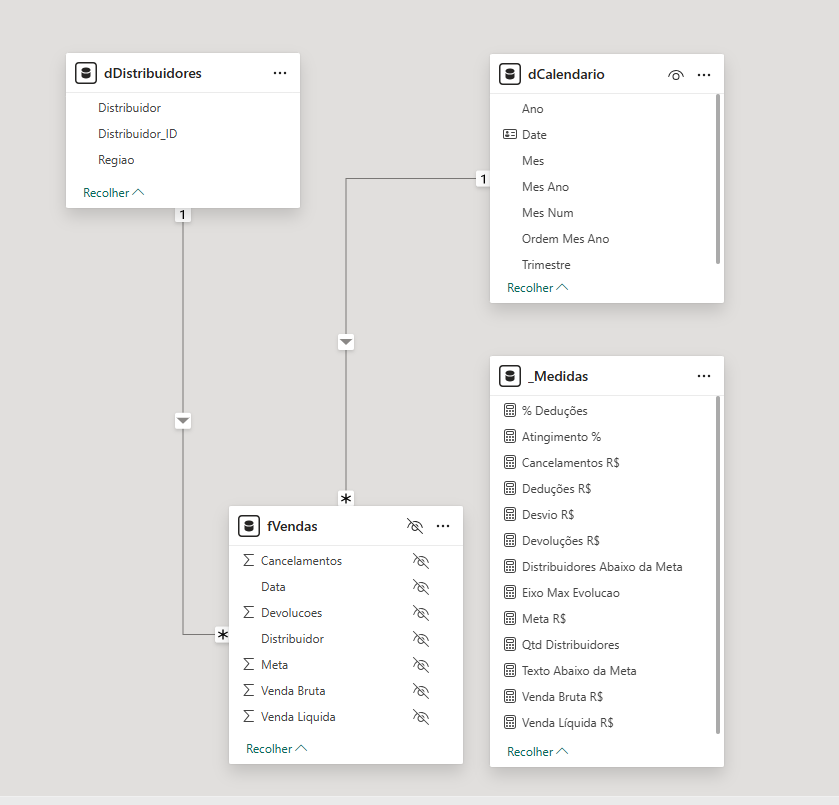 dDistribuidores
Distribuidor
Distribuidor_ID
Regiao
Recolher
1
dCalendario
Ano
Date
Mes
Mes Ano
Mes Num
Ordem Mes Ano
Trimestre
Recolher
1
_Medidas
% Deduções
Atingimento %
Cancelamentos R$
Deduções R$
Desvio R$
Devoluções R$
Distribuidores Abaixo da Meta
Eixo Max Evolucao
Meta R$
Qtd Distribuidores
Texto Abaixo da Meta
Venda Bruta R$
Venda Líquida R$
Recolher
*
fVendas
Cancelamentos
Data
Devolucoes
Distribuidor
Meta
Venda Bruta
Venda Liquida
Recolher
*